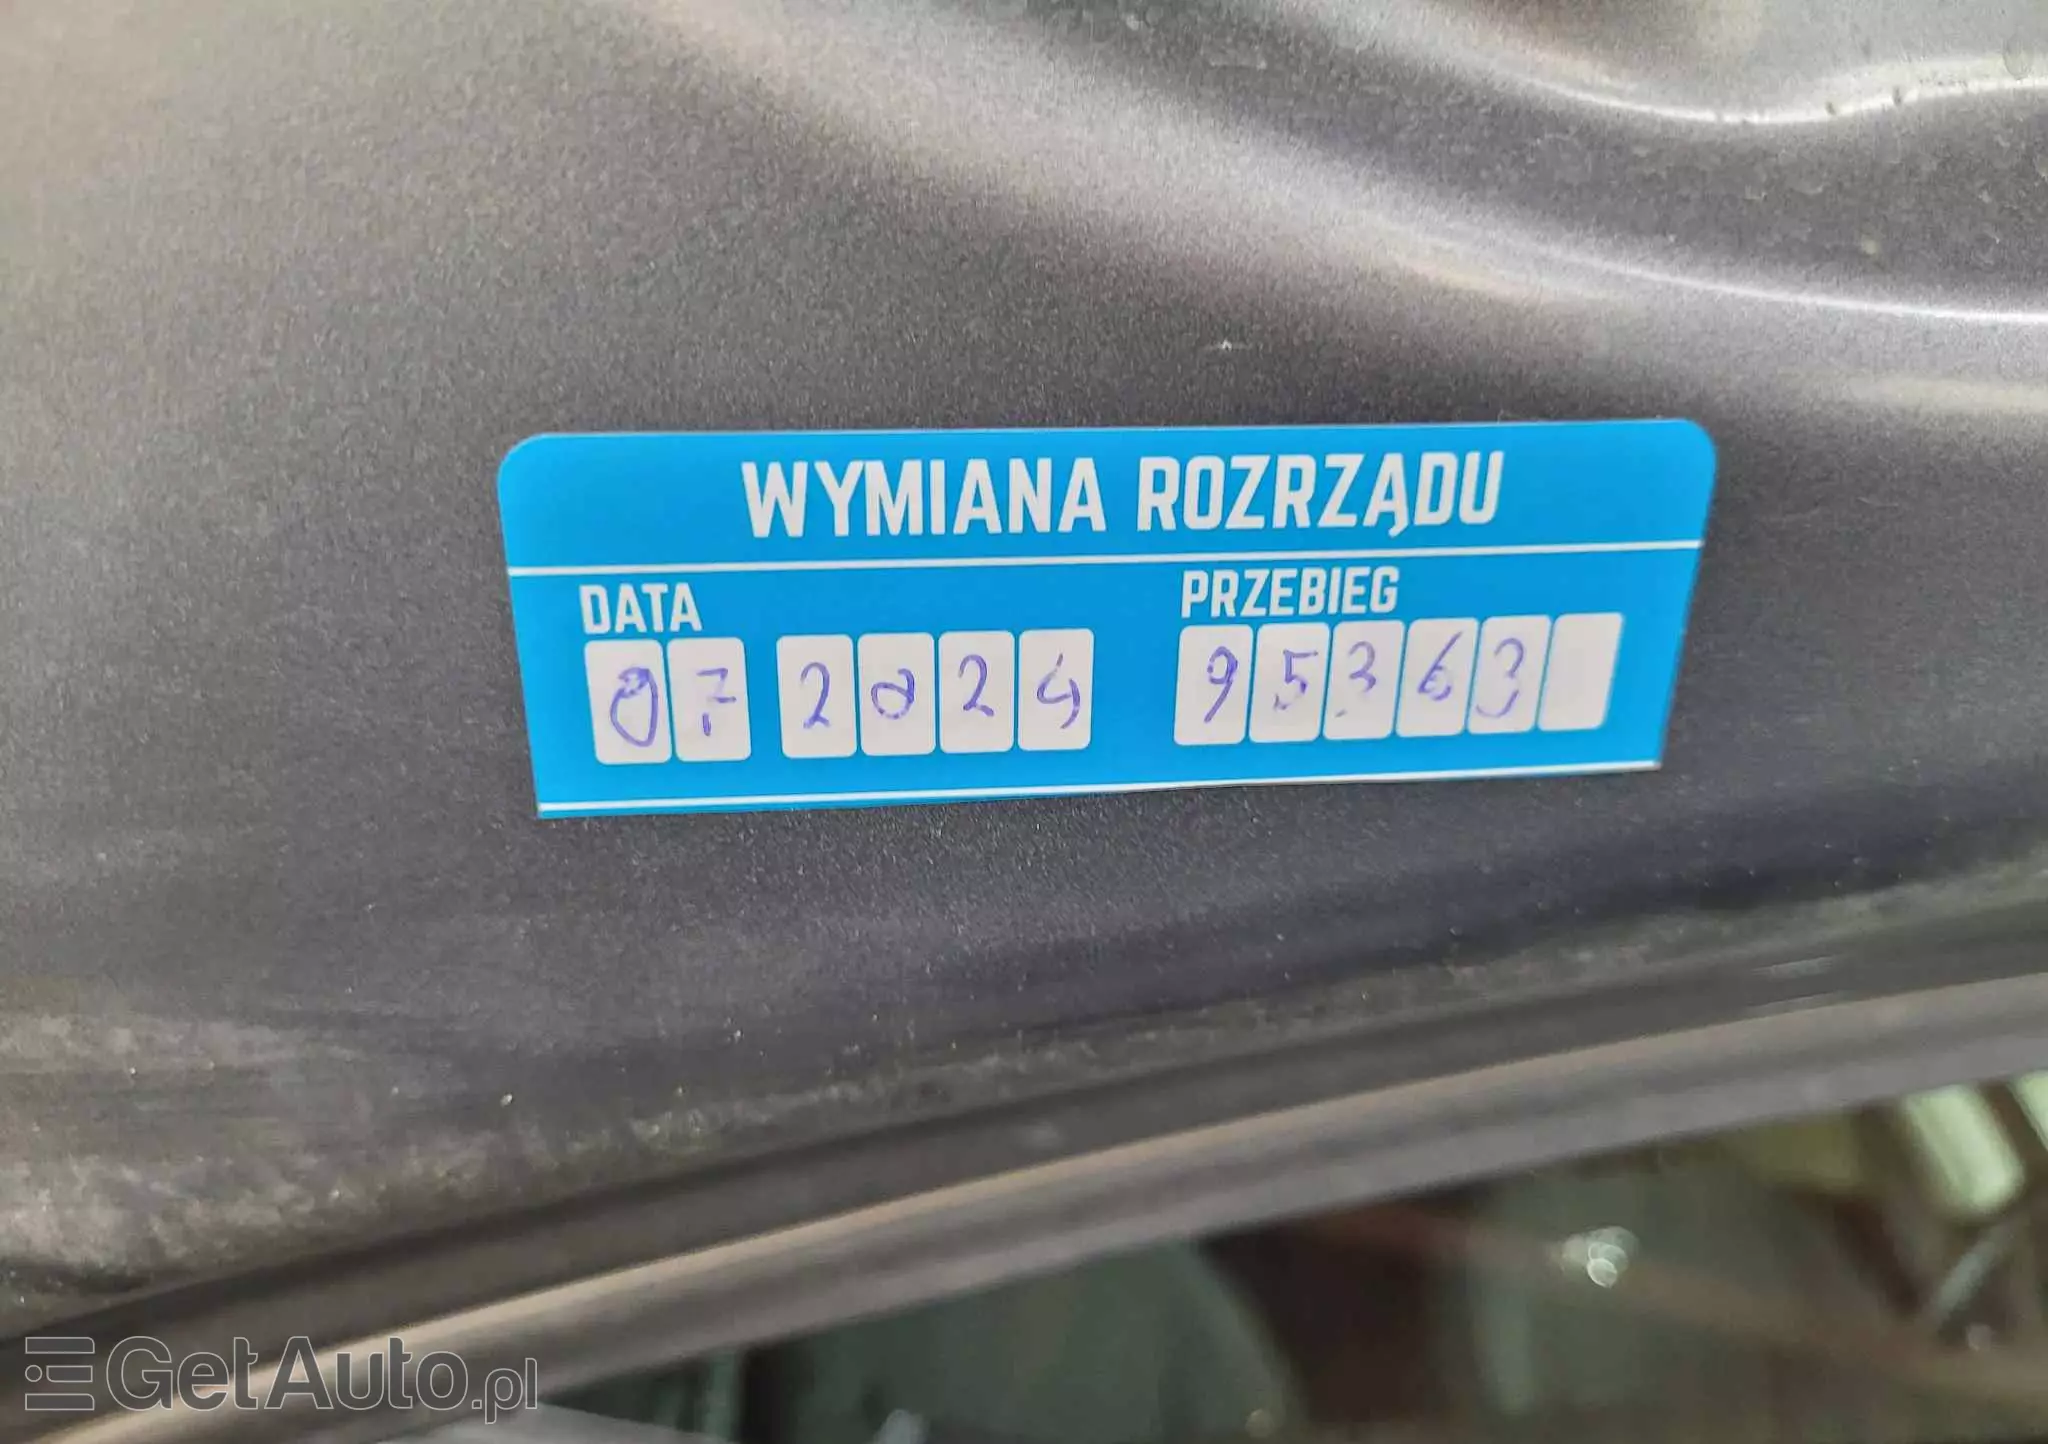 WYMIANA ROZRZĄDU
DATA PRZEBIEG
07 2024 95363
GetAuto.pl